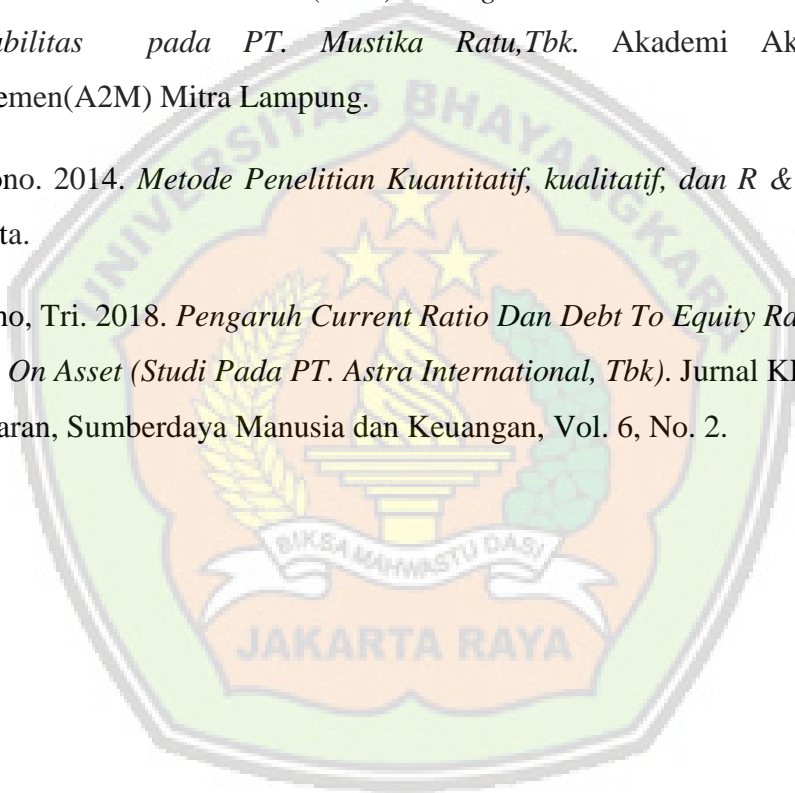 abilitas pada PT. Mustika Ratu,Tbk. Akademi Ak
emen(A2M) Mitra Lampung.
ono. 2014. Metode Penelitian Kuantitatif, kualitatif, dan R &
ta.
no, Tri. 2018. Pengaruh Current Ratio Dan Debt To Equity Ra
On Asset (Studi Pada PT. Astra International, Tbk). Jurnal K
aran, Sumberdaya Manusia dan Keuangan, Vol. 6, No. 2.
UNIVERSITAS BHAYANGKARA
BIKSA MAHWASTU DASI
JAKARTA RAYA